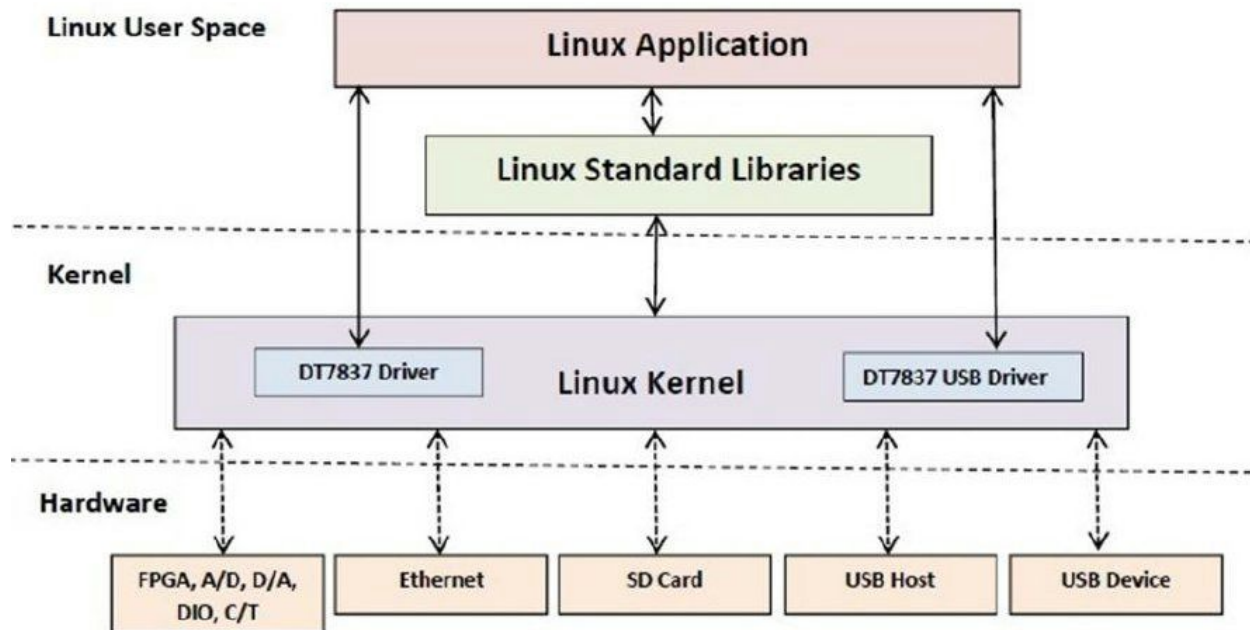 Linux User Space
Linux Application
Linux Standard Libraries
Kernel
DT7837 Driver
Linux Kernel
DT7837 USB Driver
Hardware
FPGA, A/D, D/A,
DIO, C/T
Ethernet
SD Card
USB Host
USB Device